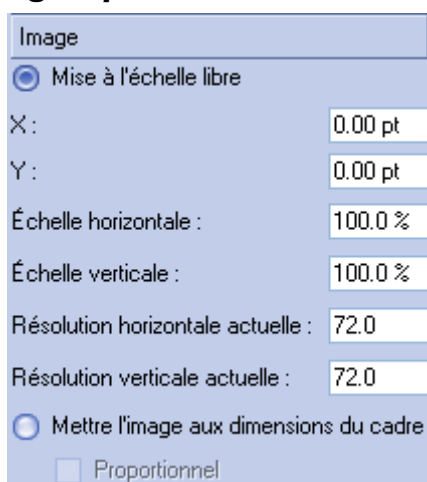 Image
Mise à l'échelle libre
X : 0.00 pt
Y : 0.00 pt
Échelle horizontale : 100.0 %
Échelle verticale : 100.0 %
Résolution horizontale actuelle : 72.0
Résolution verticale actuelle : 72.0
Mettre l'image aux dimensions du cadre
Proportionnel